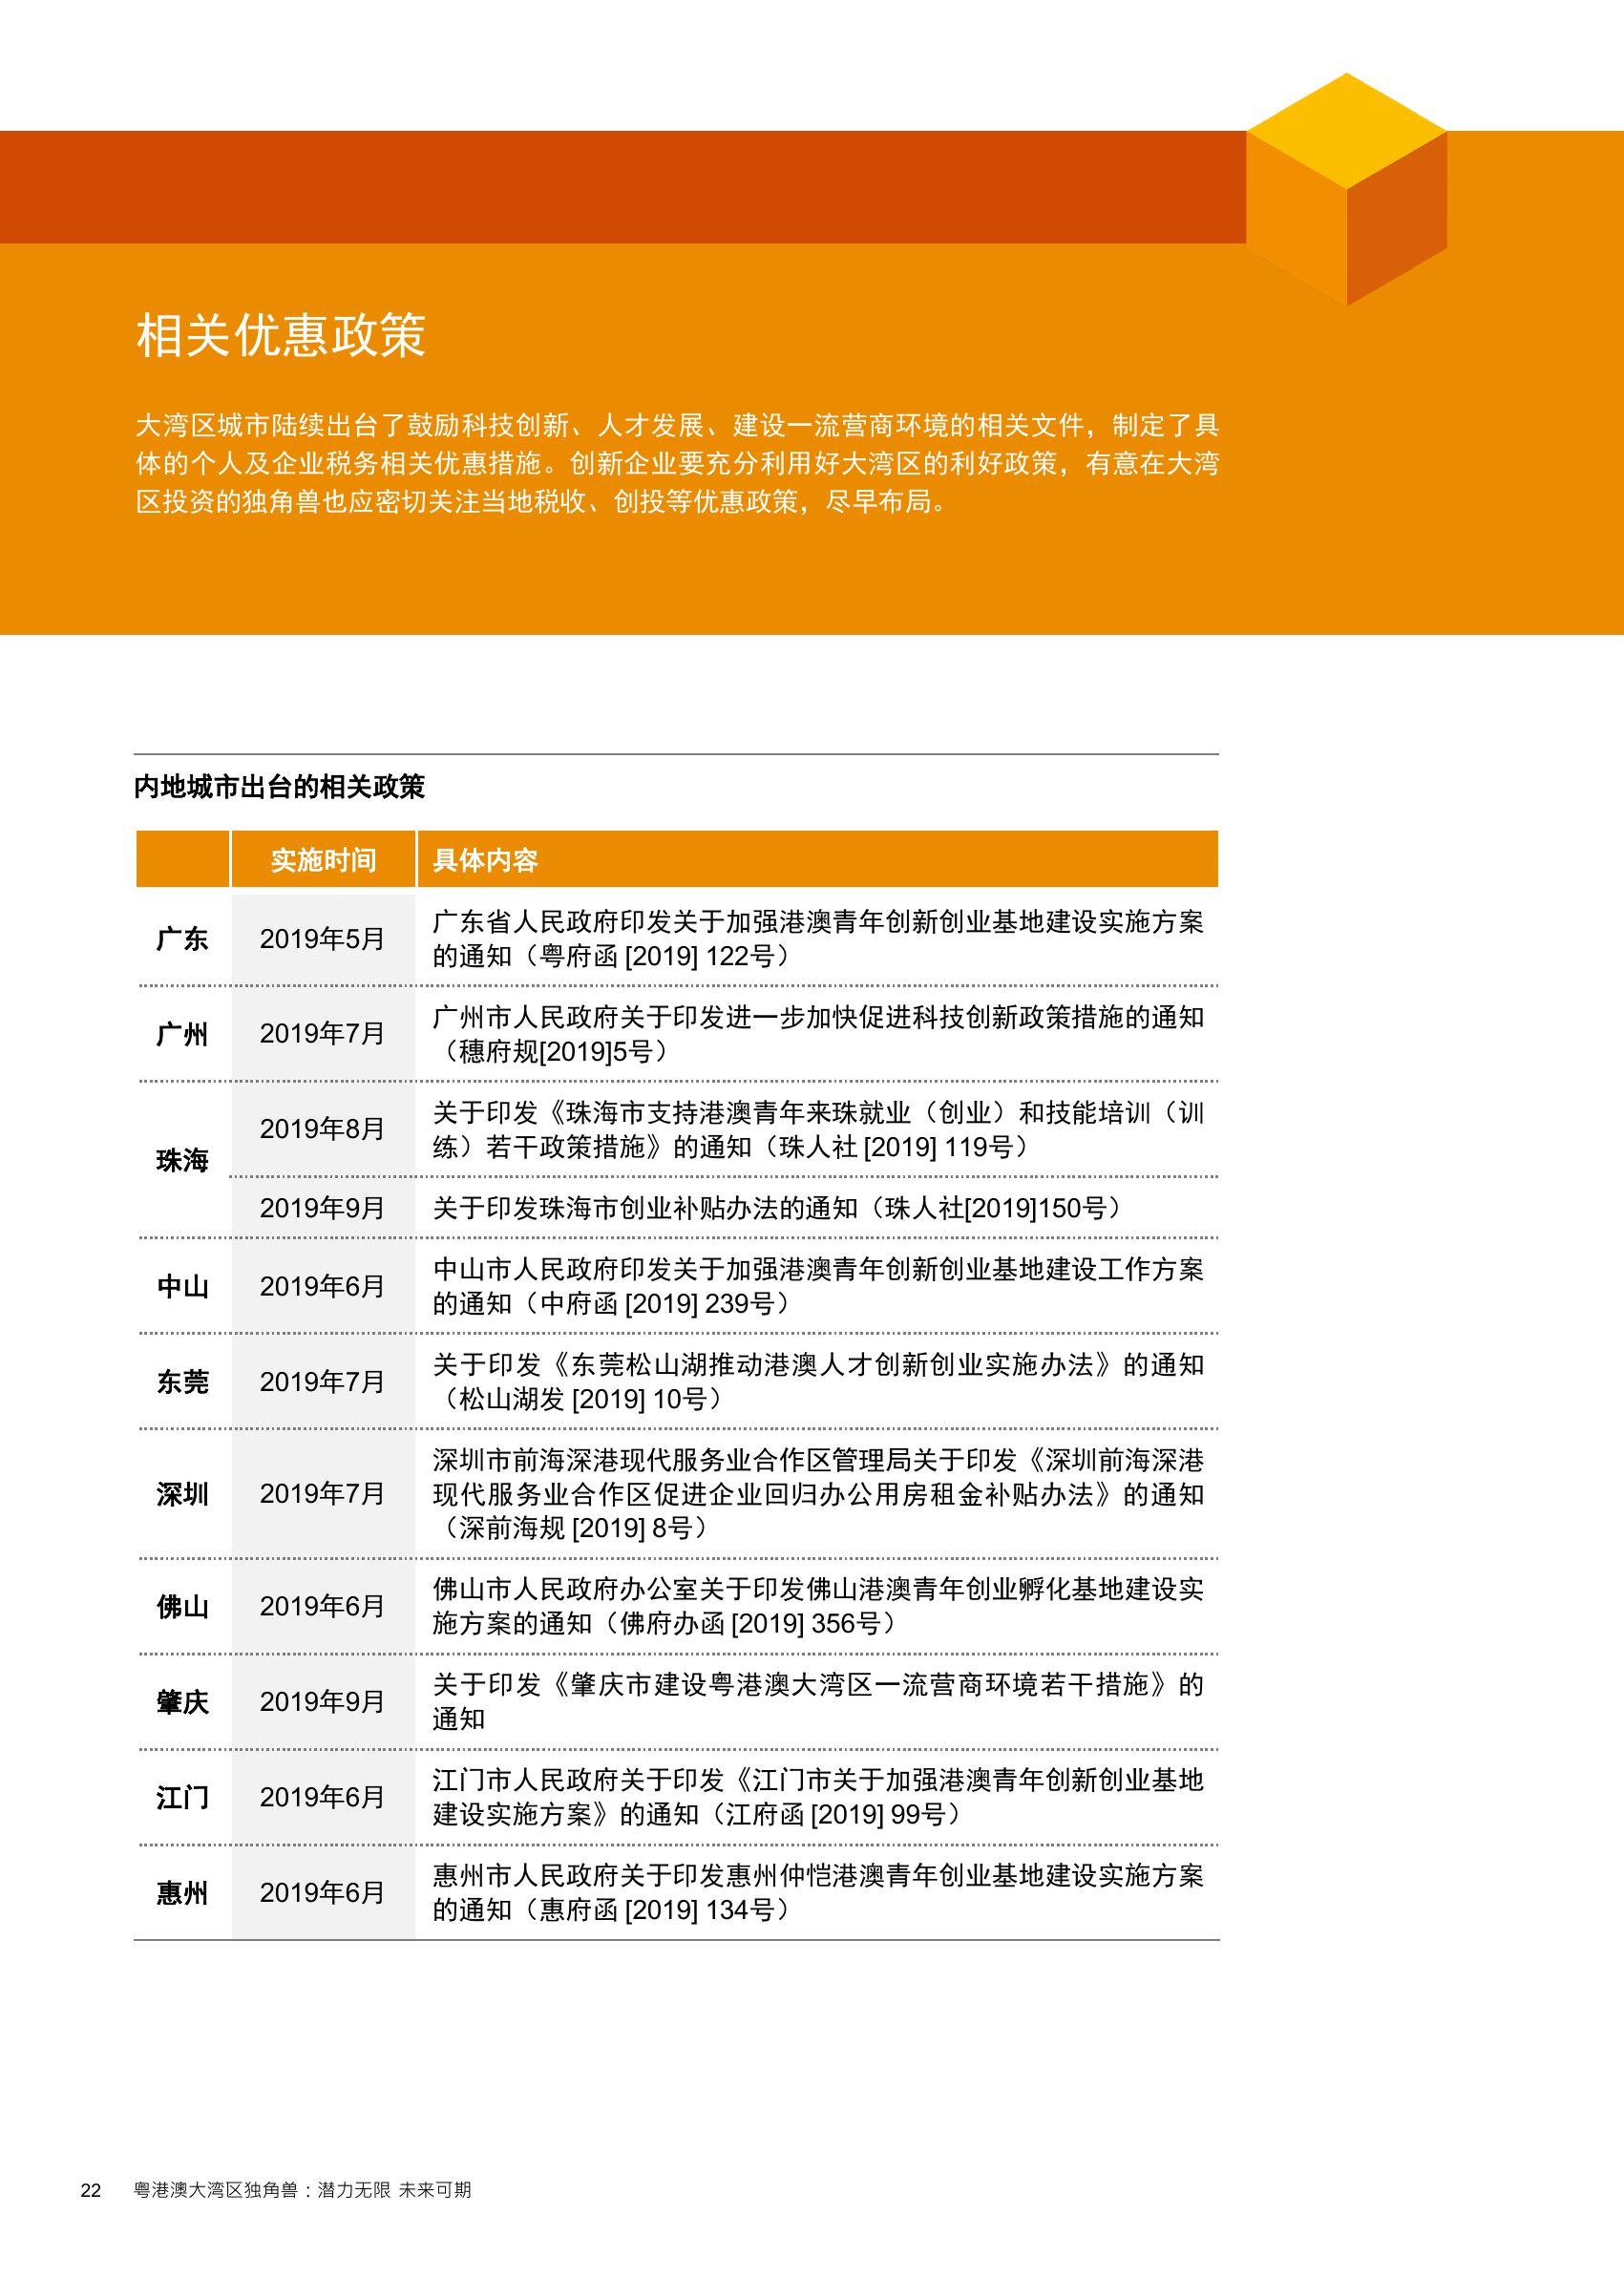 相关优惠政策
大湾区城市陆续出台了鼓励科技创新、人才发展、建设一流营商环境的相关文件，制定了具
体的个人及企业税务相关优惠措施。创新企业要充分利用好大湾区的利好政策，有意在大湾
区投资的独角兽也应密切关注当地税收、创投等优惠政策，尽早布局。
内地城市出台的相关政策
实施时间 具体内容
广东 2019年5月 广东省人民政府印发关于加强港澳青年创新创业基地建设实施方案
的通知（粤府函 [2019] 122号）
广州 2019年7月 广州市人民政府关于印发进一步加快促进科技创新政策措施的通知
（穗府规[2019]5号）
珠海 2019年8月 关于印发《珠海市支持港澳青年来珠就业（创业）和技能培训（训
练）若干政策措施》的通知（珠人社 [2019] 119号）
2019年9月 关于印发珠海市创业补贴办法的通知（珠人社[2019]150号）
中山 2019年6月 中山市人民政府印发关于加强港澳青年创新创业基地建设工作方案
的通知（中府函 [2019] 239号）
东莞 2019年7月 关于印发《东莞松山湖推动港澳人才创新创业实施办法》的通知
（松山湖发 [2019] 10号）
深圳 2019年7月 深圳市前海深港现代服务业合作区管理局关于印发《深圳前海深港
现代服务业合作区促进企业回归办公用房租金补贴办法》的通知
（深前海规 [2019] 8号）
佛山 2019年6月 佛山市人民政府办公室关于印发佛山港澳青年创业孵化基地建设实
施方案的通知（佛府办函 [2019] 356号）
肇庆 2019年9月 关于印发《肇庆市建设粤港澳大湾区一流营商环境若干措施》的
通知
江门 2019年6月 江门市人民政府关于印发《江门市关于加强港澳青年创新创业基地
建设实施方案》的通知（江府函 [2019] 99号）
惠州 2019年6月 惠州市人民政府关于印发惠州仲恺港澳青年创业基地建设实施方案
的通知（惠府函 [2019] 134号）
22 粤港澳大湾区独角兽：潜力无限 未来可期